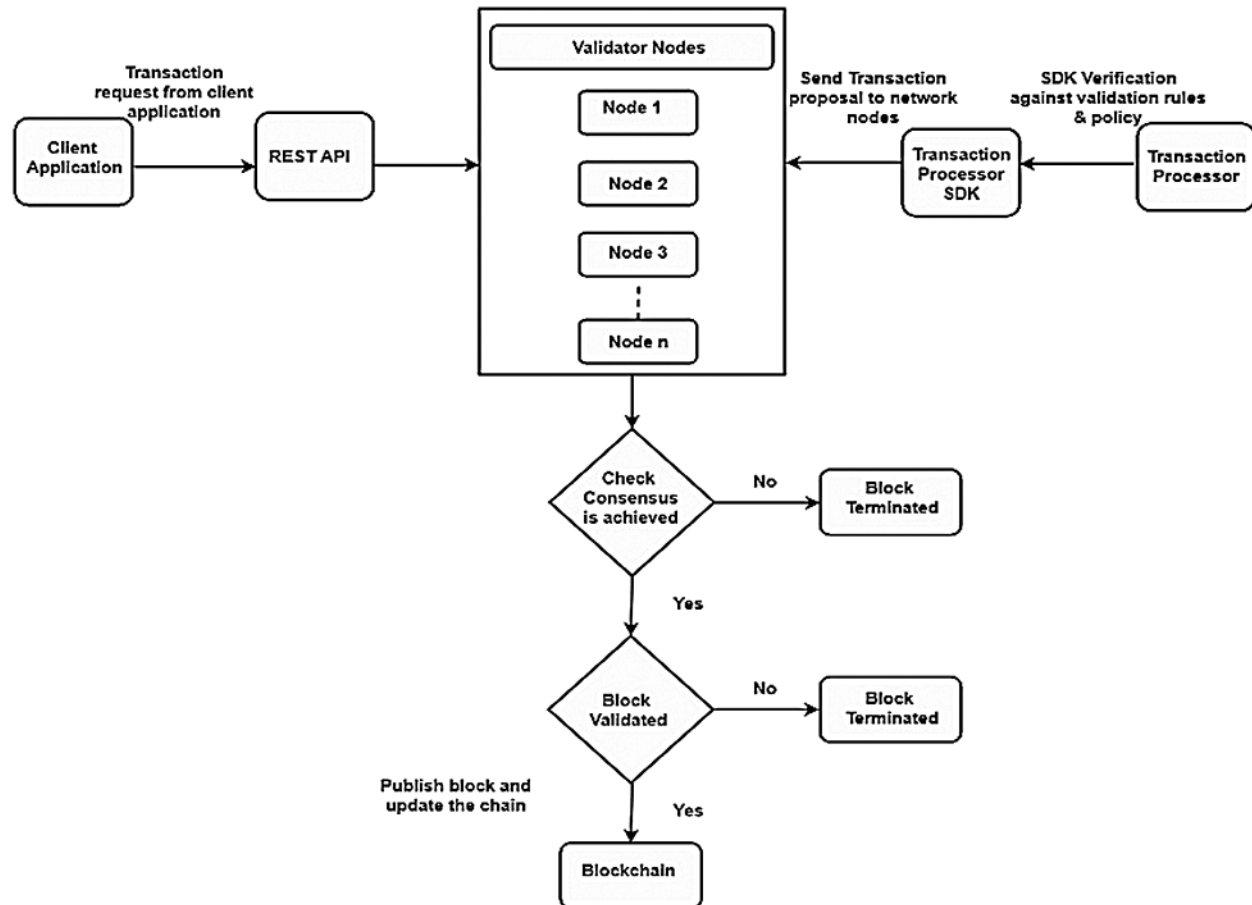 Validator Nodes
Transaction
request from client
application
Send Transaction
proposal to network
nodes
SDK Verification
against validation rules
& policy
Node 1
Client
Application
REST API
Node 2
Transaction
Processor
SDK
Transaction
Processor
Node 3
Node n
Check
Consensus
is achieved
No
Block
Terminated
Yes
Block
Validated
No
Block
Terminated
Publish block and
update the chain
Yes
Blockchain